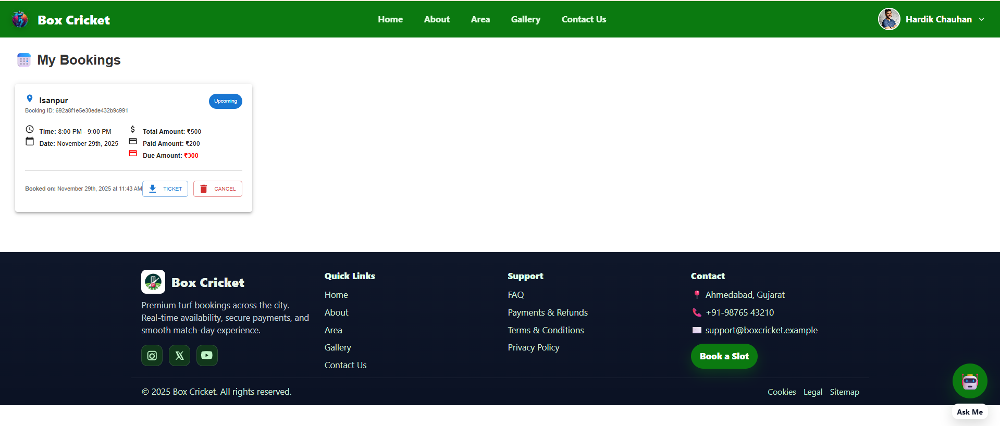 Box Cricket
Home About Area Gallery Contact Us
Hardik Chauhan
My Bookings
Isanpur
Upcoming
Booking ID: 692a8f1e5e30ede432b9c991
Time: 8:00 PM - 9:00 PM
Date: November 29th, 2025
Total Amount: ₹500
Paid Amount: ₹200
Due Amount: ₹300
Booked on: November 29th, 2025 at 11:43 AM
TICKET
CANCEL
Box Cricket
Premium turf bookings across the city.
Real-time availability, secure payments, and
smooth match-day experience.
Quick Links
Home
About
Area
Gallery
Contact Us
Support
FAQ
Payments & Refunds
Terms & Conditions
Privacy Policy
Contact
Ahmedabad, Gujarat
+91-98765 43210
support@boxcricket.example
Book a Slot
© 2025 Box Cricket. All rights reserved.
Cookies Legal Sitemap
Ask Me